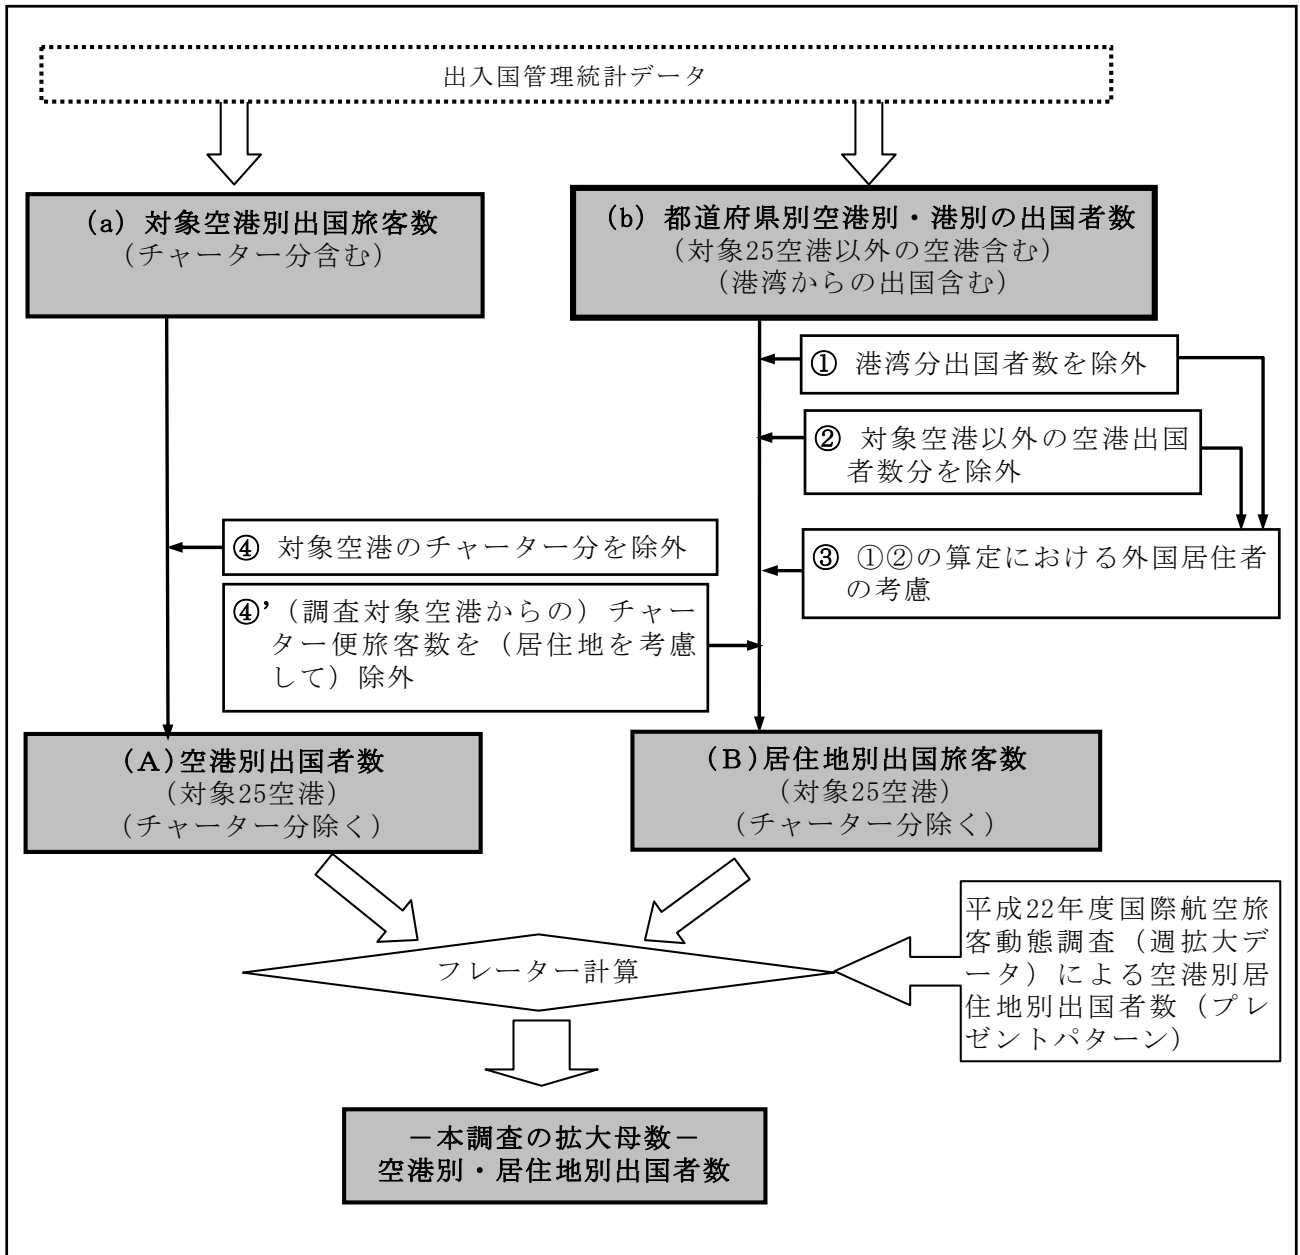 出入国管理統計データ
(a) 対象空港別出国旅客数
（チャーター分含む）
(b) 都道府県別空港別・港別の出国者数
（対象25空港以外の空港含む）
（港湾からの出国含む）
① 港湾分出国者数を除外
② 対象空港以外の空港出国
者数分を除外
④ 対象空港のチャーター分を除外
③ ①②の算定における外国居住者
の考慮
④’（調査対象空港からの）チャー
ター便旅客数を（居住地を考慮
して）除外
(A)空港別出国者数
（対象25空港）
（チャーター分除く）
(B)居住地別出国旅客数
（対象25空港）
（チャーター分除く）
平成22年度国際航空旅
客動態調査（週拡大デ
ータ）による空港別居
住地別出国者数（プレ
ゼントパターン）
フレーター計算
－本調査の拡大母数－
空港別・居住地別出国者数